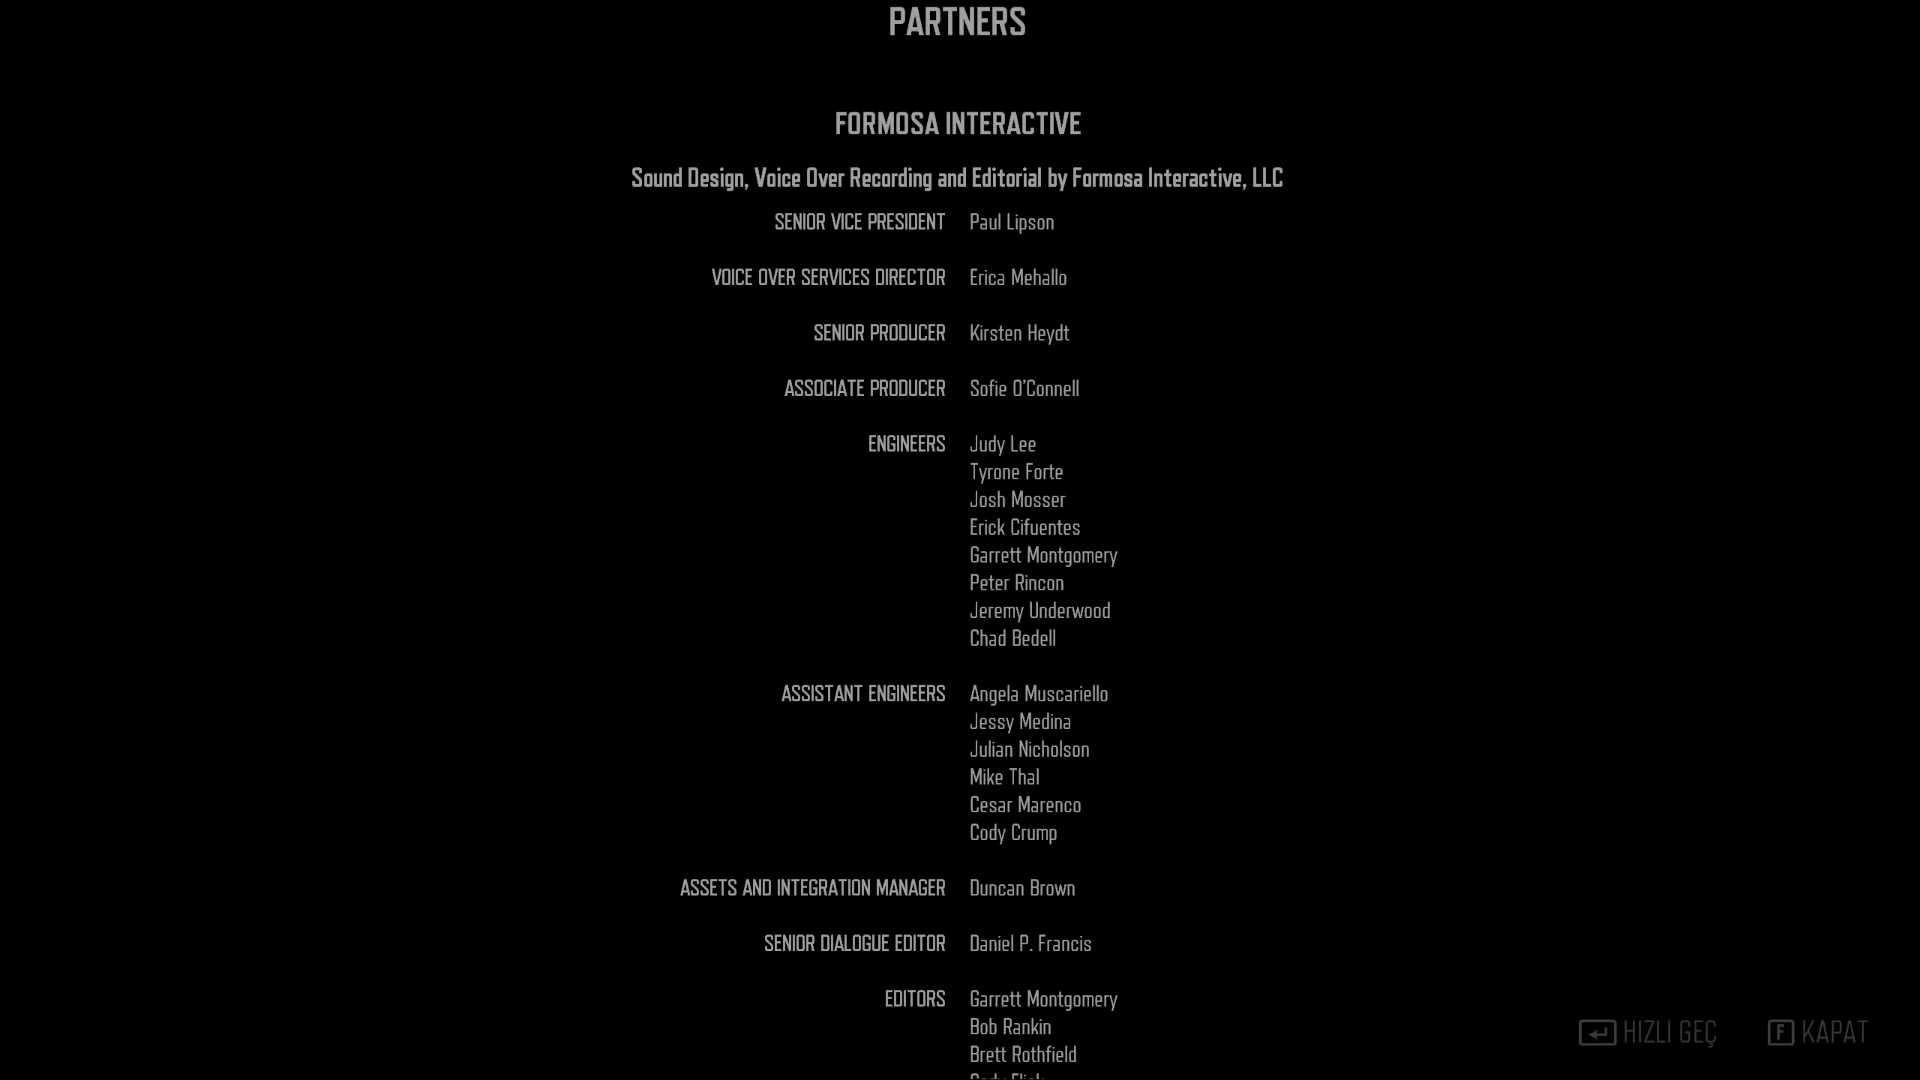 PARTNERS
FORMOSA INTERACTIVE
Sound Design, Voice Over Recording and Editorial by Formosa Interactive, LLC
SENIOR VICE PRESIDENT Paul Lipson
VOICE OVER SERVICES DIRECTOR Erica Mehallo
SENIOR PRODUCER Kirsten Heydt
ASSOCIATE PRODUCER Sofie O'Connell
ENGINEERS Judy Lee
Tyrone Forte
Josh Mosser
Erick Cifuentes
Garrett Montgomery
Peter Rincon
Jeremy Underwood
Chad Bedell
ASSISTANT ENGINEERS Angela Muscariello
Jessy Medina
Julian Nicholson
Mike Thal
Cesar Marenco
Cody Crump
ASSETS AND INTEGRATION MANAGER Duncan Brown
SENIOR DIALOGUE EDITOR Daniel P. Francis
EDITORS Garrett Montgomery
Bob Rankin
Brett Rothfield
HIZLI GEÇ
F KAPAT